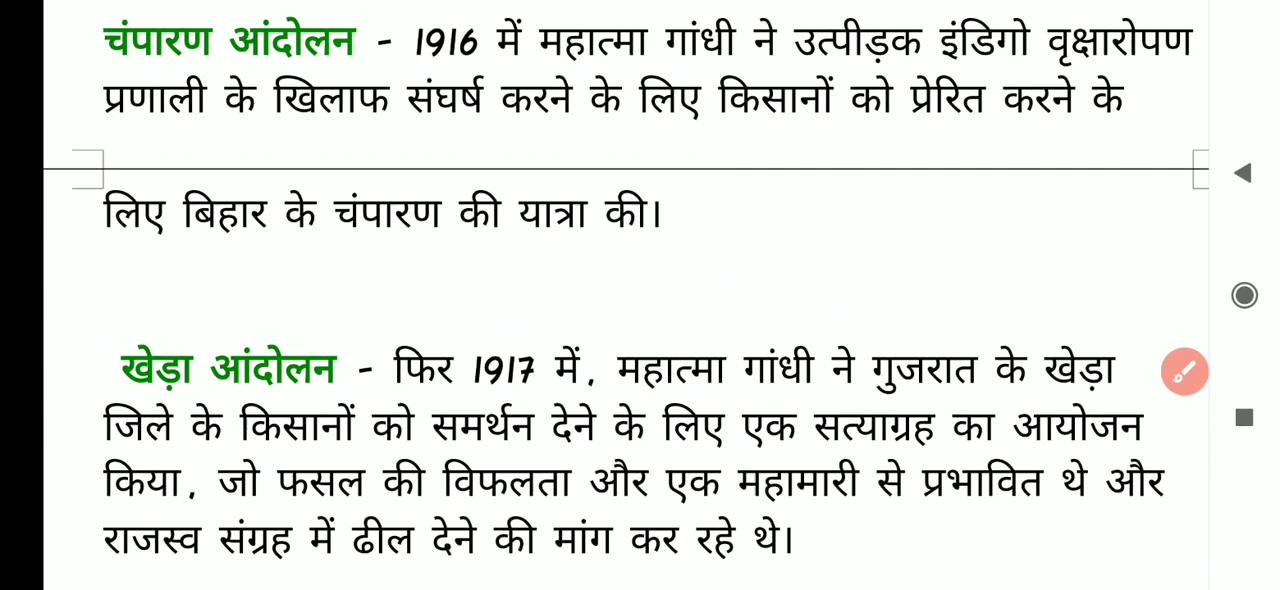 चंपारण आंदोलन - 1916 में महात्मा गांधी ने उत्पीड़क इंडिगो वृक्षारोपण
प्रणाली के खिलाफ संघर्ष करने के लिए किसानों को प्रेरित करने के
लिए बिहार के चंपारण की यात्रा की।
खेड़ा आंदोलन - फिर 1917 में, महात्मा गांधी ने गुजरात के खेड़ा
जिले के किसानों को समर्थन देने के लिए एक सत्याग्रह का आयोजन
किया, जो फसल की विफलता और एक महामारी से प्रभावित थे और
राजस्व संग्रह में ढील देने की मांग कर रहे थे।